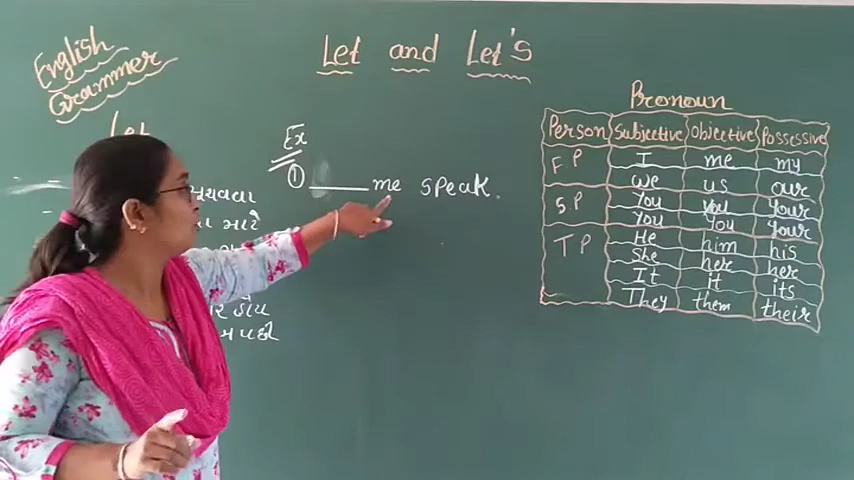 English
Grammer
Let and Let's
Let
Ex
① ______ me speak.
Pronoun
Person Subjective Objective Possessive
F P I me my
we us our
S P You you Your
You You Your
T P He him his
She her her
It it its
They them their